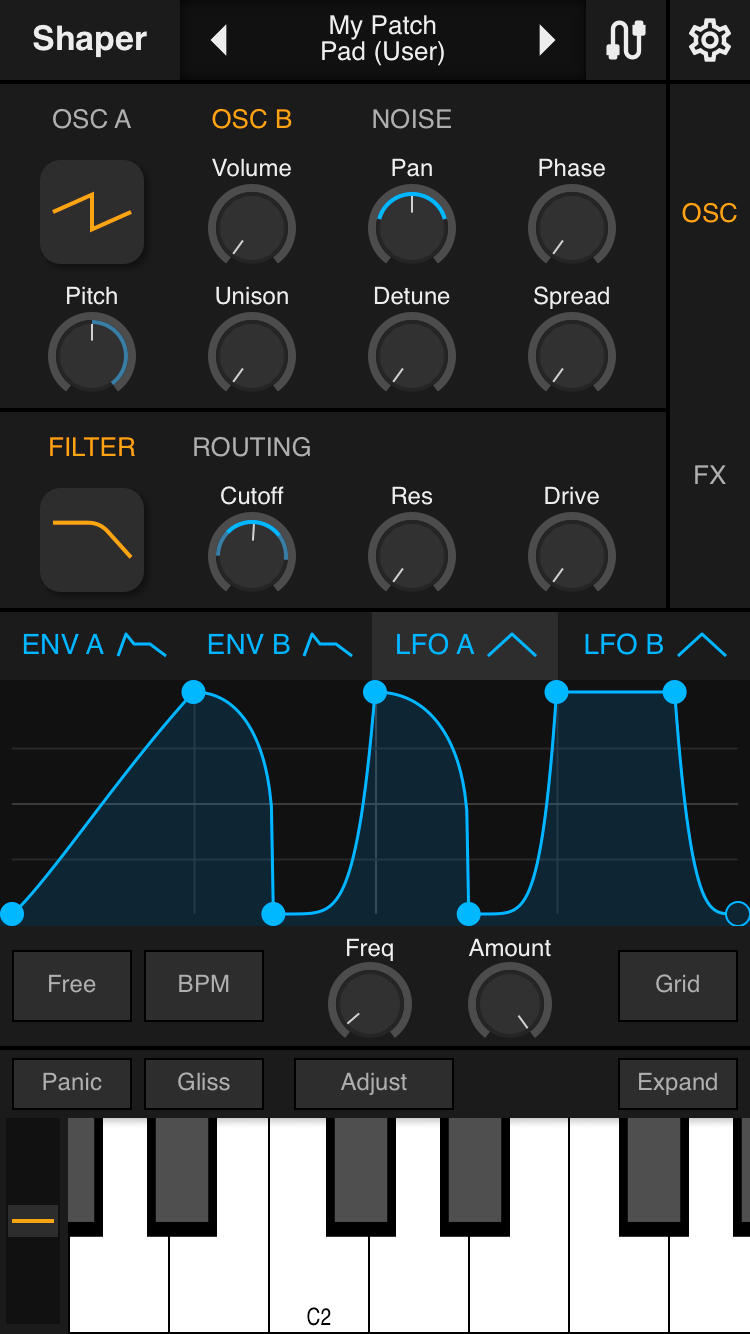 Shaper
My Patch
Pad (User)
OSC A
OSC B
NOISE
Volume
Pan
Phase
OSC
Pitch
Unison
Detune
Spread
FILTER
ROUTING
FX
Cutoff
Res
Drive
ENV A
ENV B
LFO A
LFO B
Freq
Amount
Free
BPM
Grid
Panic
Gliss
Adjust
Expand
C2